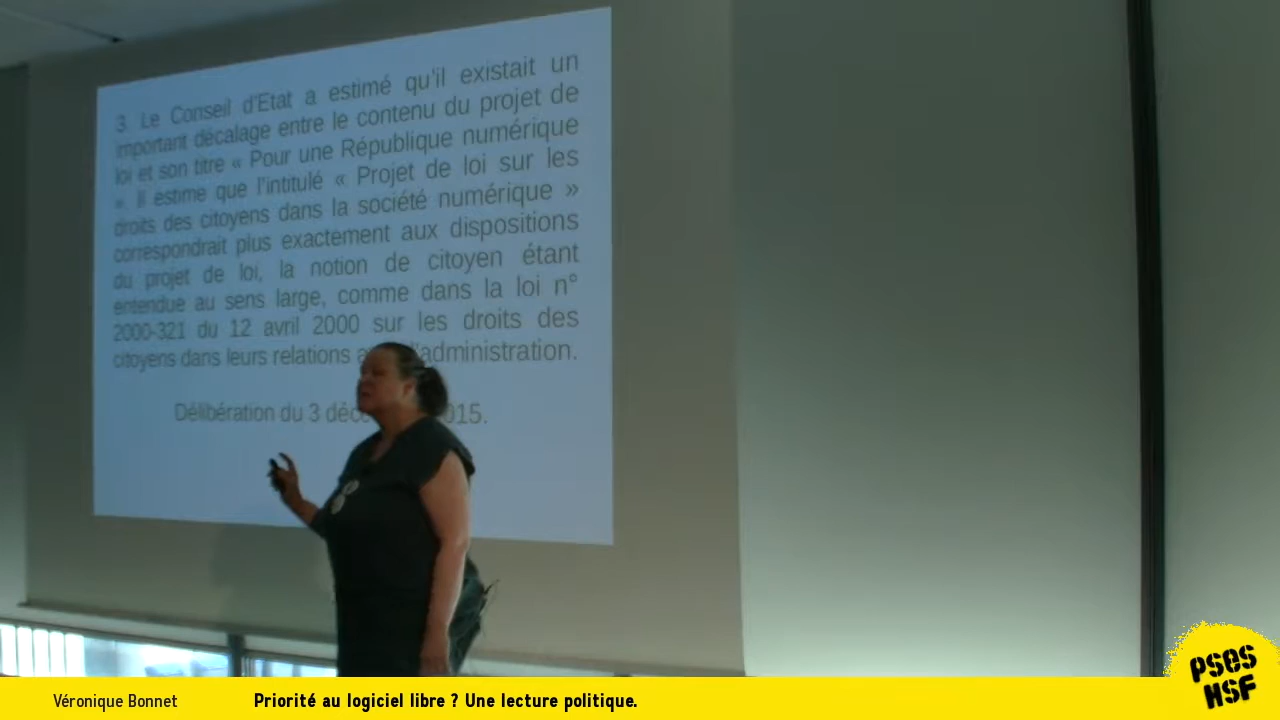 3. Le Conseil d'Etat a estimé qu'il existait un
important décalage entre le contenu du projet de
loi et son titre « Pour une République numérique
». Il estime que l'intitulé « Projet de loi sur les
droits des citoyens dans la société numérique »
correspondrait plus exactement aux dispositions
du projet de loi, la notion de citoyen étant
entendue au sens large, comme dans la loi n°
2000-321 du 12 avril 2000 sur les droits des
citoyens dans leurs relations a d'administration.
Délibération du 3 déc 015.
Véronique Bonnet
Priorité au logiciel libre ? Une lecture politique.
PSES
HSF